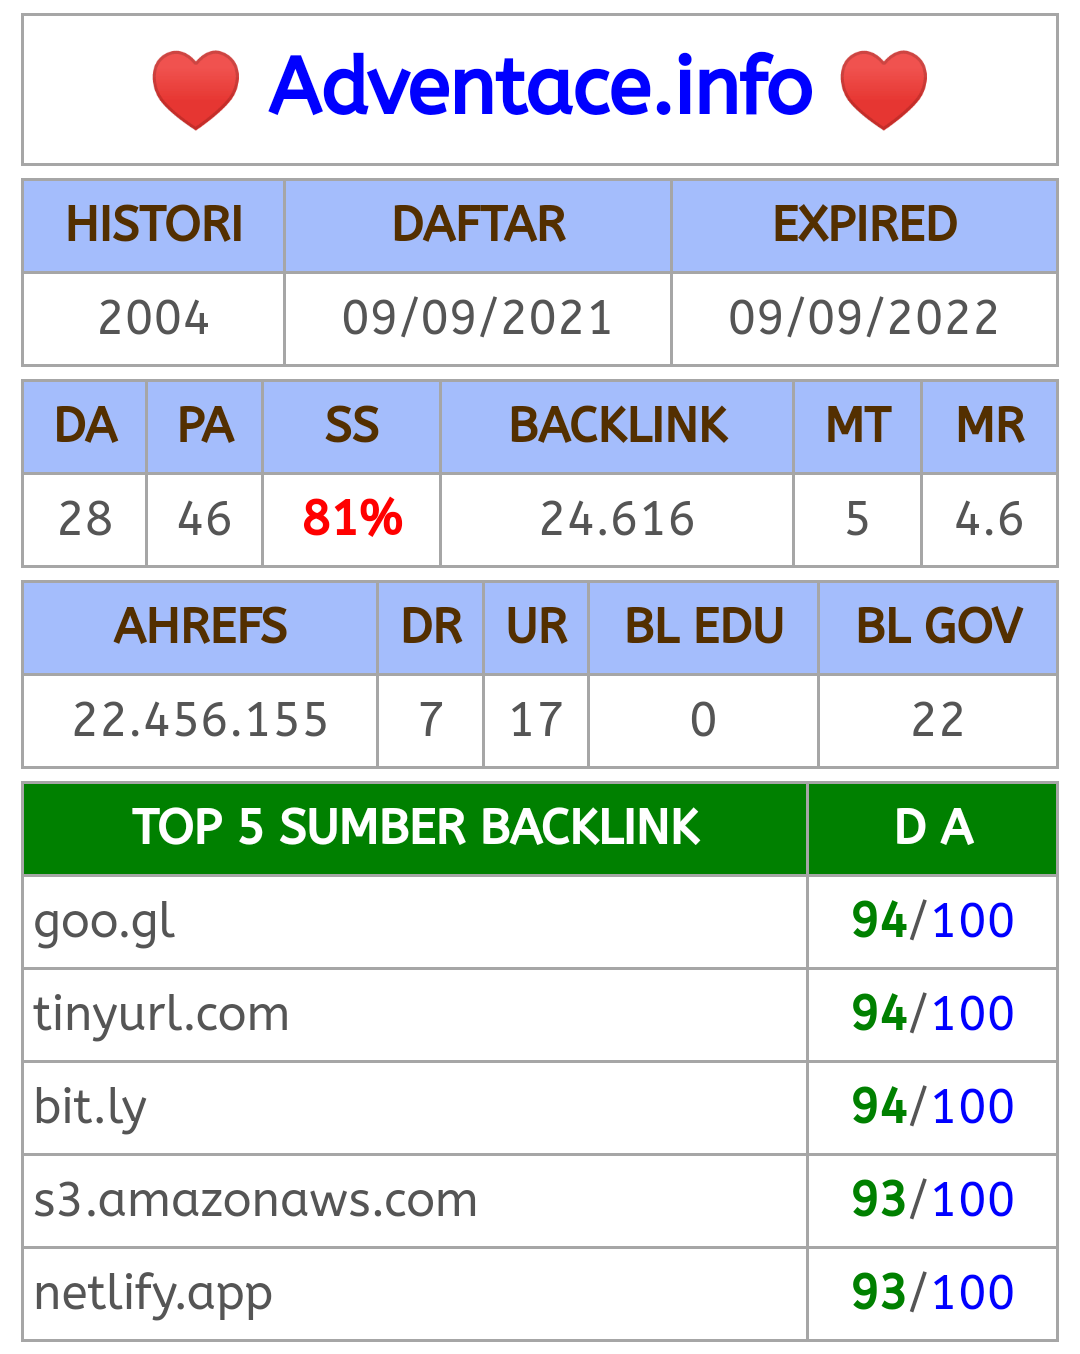 Adventace.info
HISTORI DAFTAR EXPIRED
2004 09/09/2021 09/09/2022
DA PA SS BACKLINK MT MR
28 46 81% 24.616 5 4.6
AHREFS DR UR BL EDU BL GOV
22.456.155 7 17 0 22
TOP 5 SUMBER BACKLINK D A
goo.gl 94/100
tinyurl.com 94/100
bit.ly 94/100
s3.amazonaws.com 93/100
netlify.app 93/100